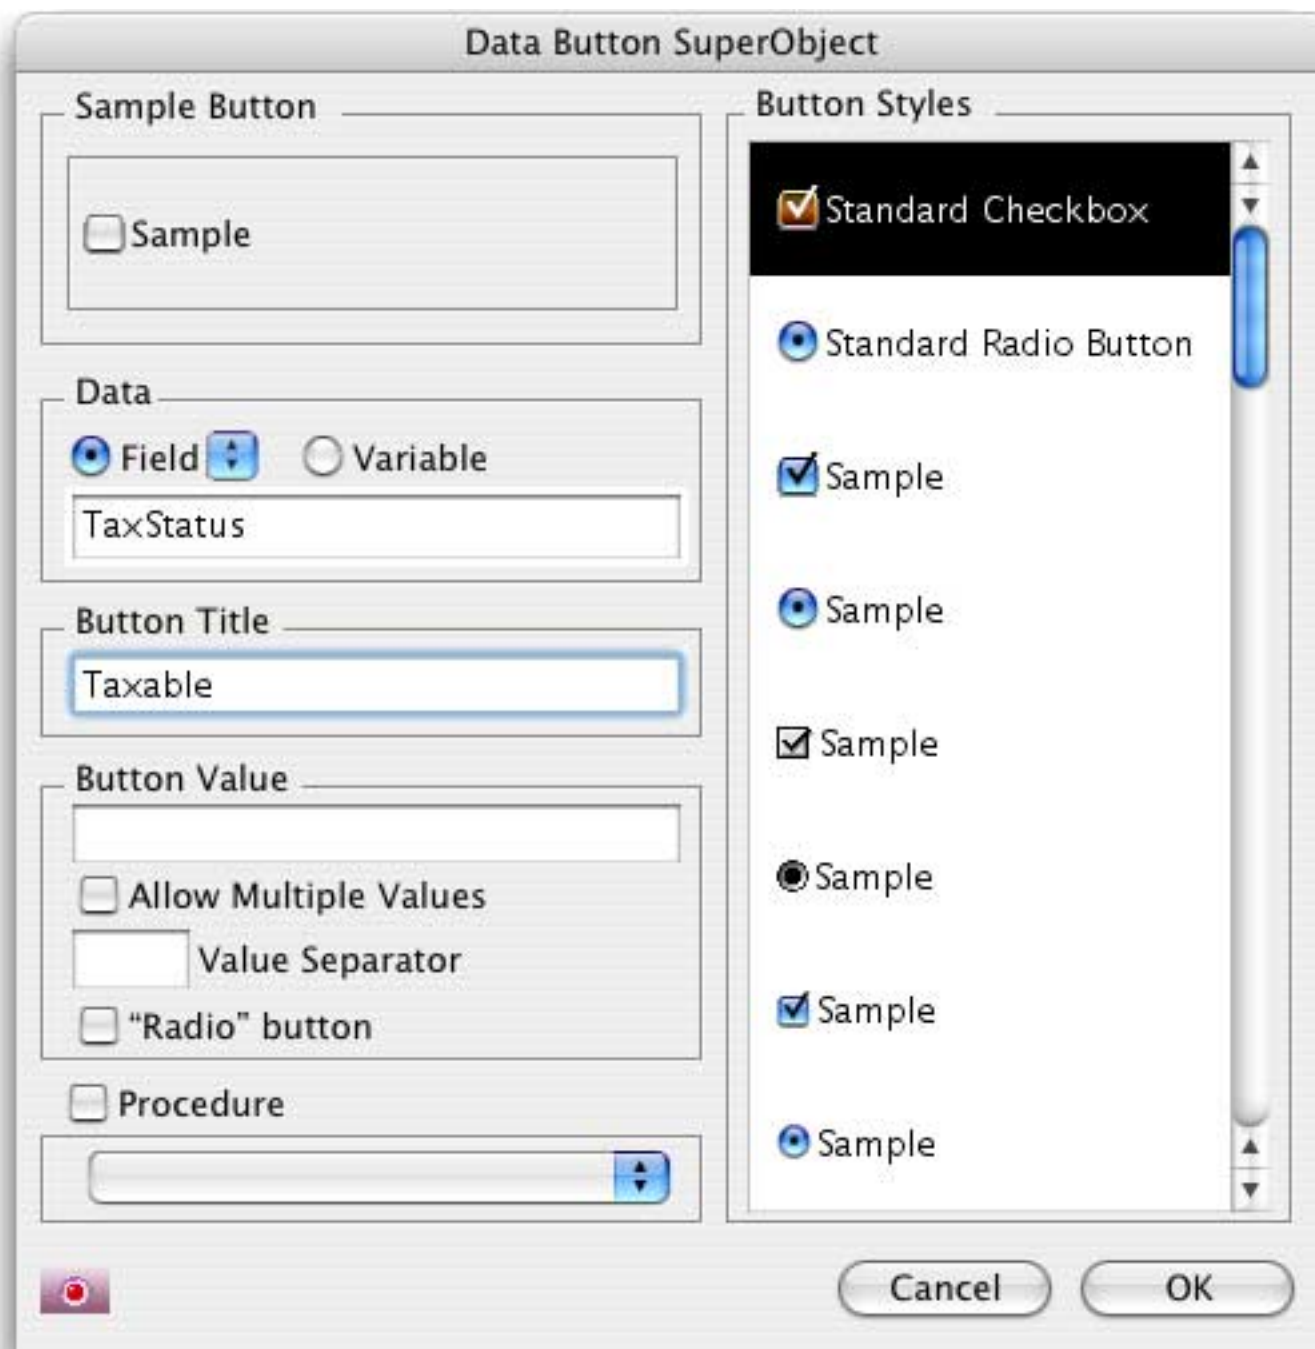 Data Button SuperObject
Sample Button
Sample
Data
Field Variable
TaxStatus
Button Title
Taxable
Button Value
Allow Multiple Values
Value Separator
“Radio” button
Procedure
Button Styles
Standard Checkbox
Standard Radio Button
Sample
Sample
Sample
Sample
Sample
Sample
Cancel OK